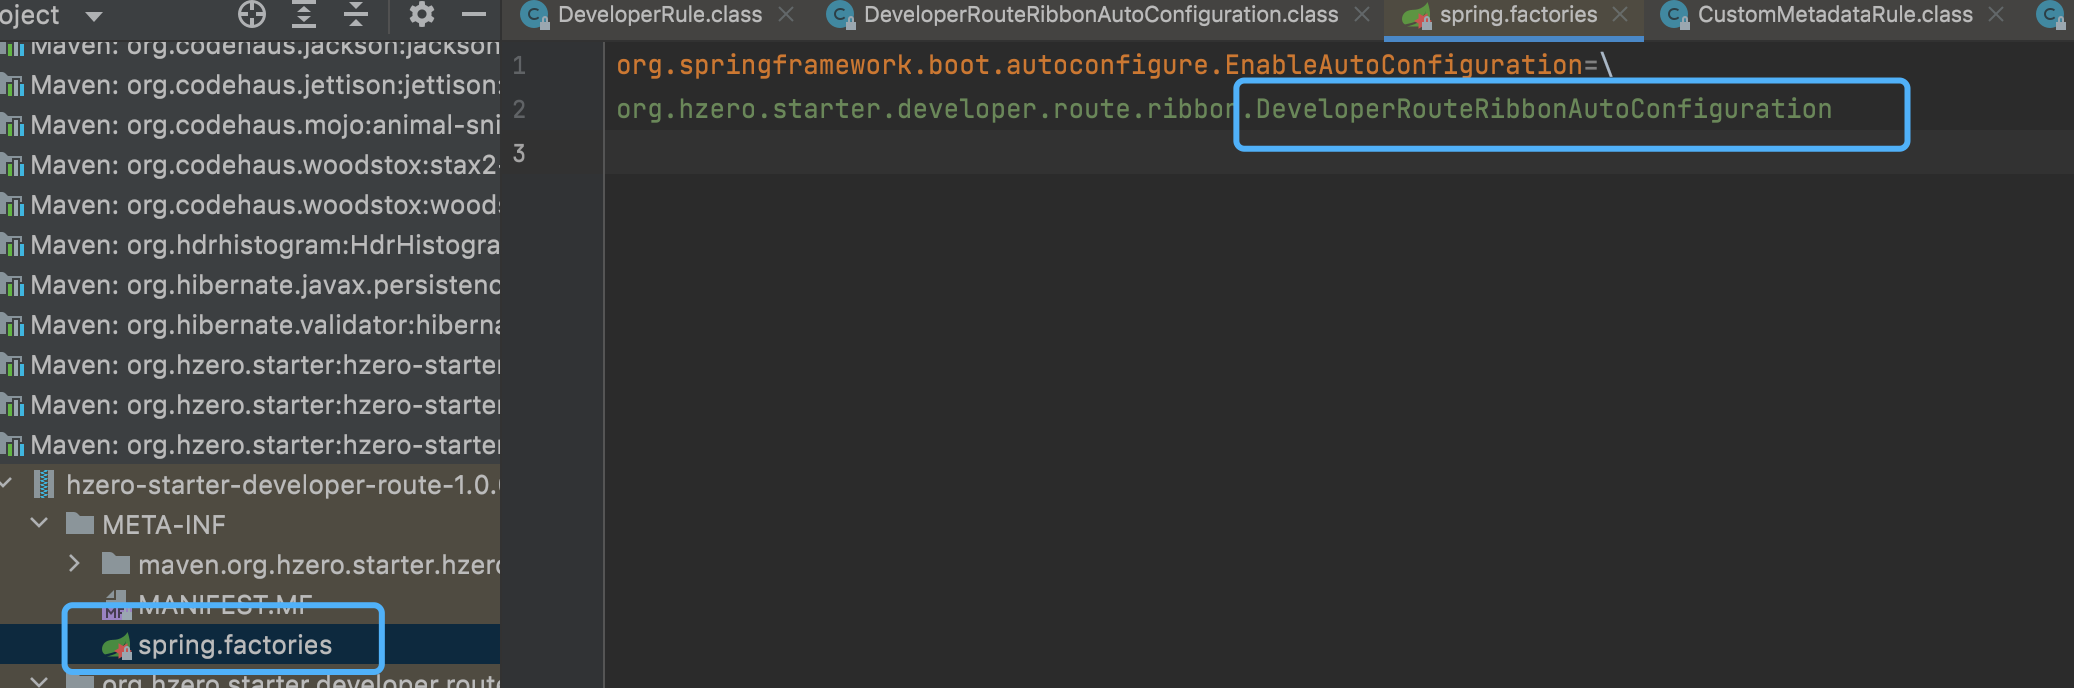 oject
DeveloperRule.class
DeveloperRouteRibbonAutoConfiguration.class
spring.factories
CustomMetadataRule.class
Maven: org.codehaus.jackson:jackson
Maven: org.codehaus.jettison:jettison:
Maven: org.codehaus.mojo:animal-sni
Maven: org.codehaus.woodstox:stax2-
Maven: org.codehaus.woodstox:woods
Maven: org.hdrhistogram:HdrHistogra
Maven: org.hibernate.javax.persistenc
Maven: org.hibernate.validator:hiberna
Maven: org.hzero.starter:hzero-starter
Maven: org.hzero.starter:hzero-starter
Maven: org.hzero.starter:hzero-starter
hzero-starter-developer-route-1.0.
META-INF
maven.org.hzero.starter.hzero
MANIFEST.MF
spring.factories
org.hzero.starter.developer.route
1 org.springframework.boot.autoconfigure.EnableAutoConfiguration=\
2 org.hzero.starter.developer.route.ribbon.DeveloperRouteRibbonAutoConfiguration
3